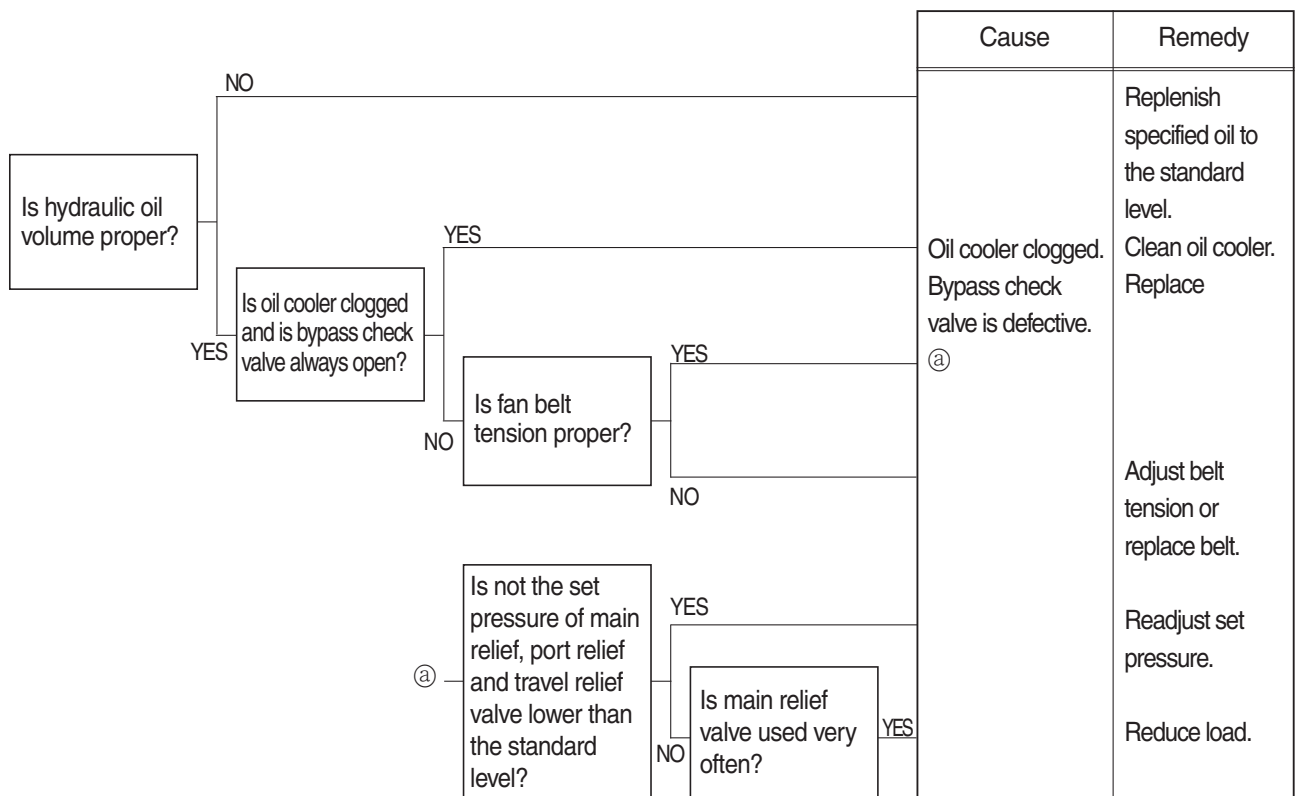 Cause
Remedy
NO
Replenish
specified oil to
the standard
level.
Is hydraulic oil
volume proper?
YES
Oil cooler clogged.
Clean oil cooler.
Bypass check
Replace
valve is defective.
Is oil cooler clogged
and is bypass check
valve always open?
YES
YES
ⓐ
Is fan belt
tension proper?
NO
NO
Adjust belt
tension or
replace belt.
ⓐ
Is not the set
pressure of main
relief, port relief
and travel relief
valve lower than
the standard
level?
YES
Readjust set
pressure.
NO
Is main relief
valve used very
often?
YES
Reduce load.